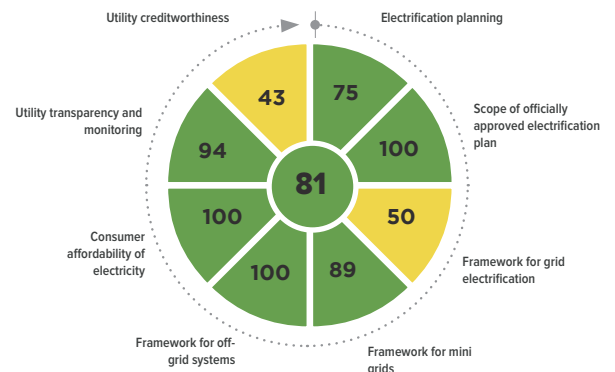 Utility creditworthiness
Electrification planning
43
75
Utility transparency and
monitoring
Scope of officially
approved electrification
plan
94
100
81
100
50
Consumer
affordability of
electricity
Framework for grid
electrification
100
89
Framework for off-
grid systems
Framework for mini
grids